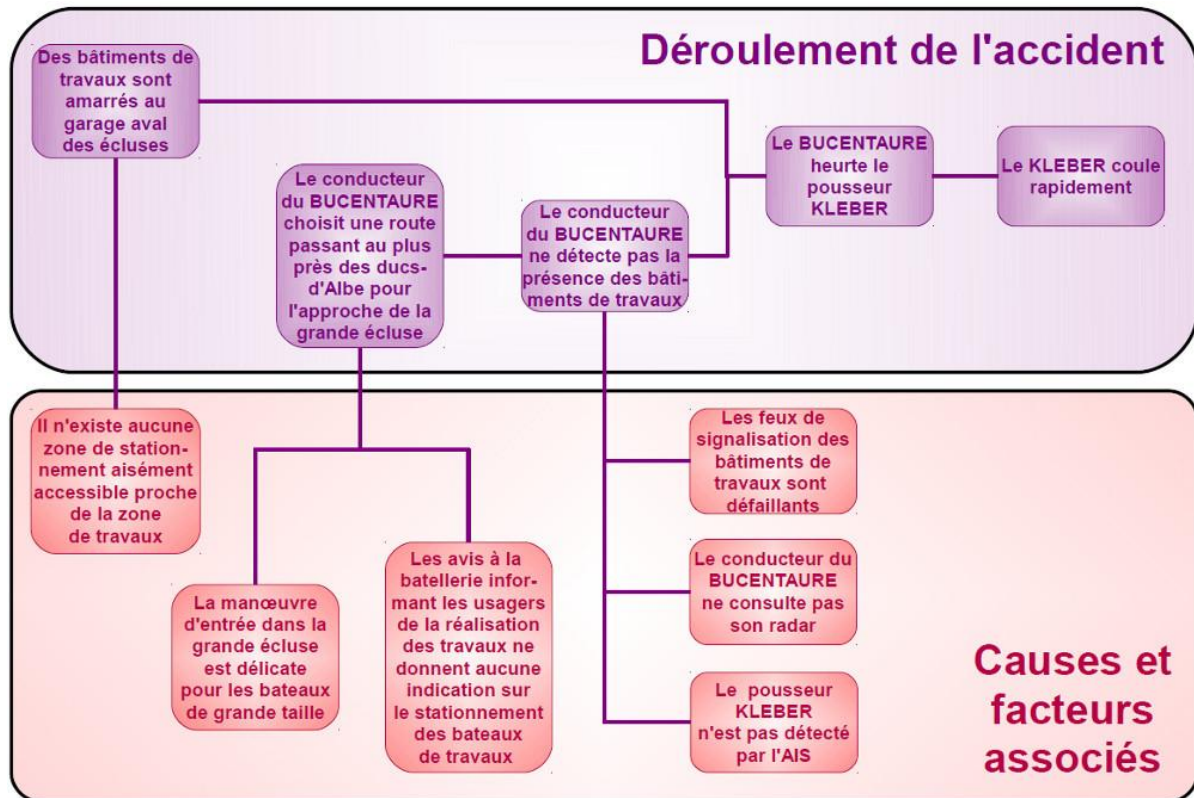 Déroulement de l'accident
Des bâtiments de
travaux sont
amarrés au
garage aval
des écluses
Le conducteur
du BUCENTAURE
choisit une route
passant au plus
près des ducs-
d'Albe pour
l'approche de la
grande écluse
Le conducteur
du BUCENTAURE
ne détecte pas la
présence des bâti-
ments de travaux
Le BUCENTAURE
heurte le
pousseur
KLEBER
Le KLEBER coule
rapidement
Il n'existe aucune
zone de station-
nement aisément
accessible proche
de la zone
de travaux
La manœuvre
d'entrée dans la
grande écluse
est délicate
pour les bateaux
de grande taille
Les avis à la
batellerie infor-
mant les usagers
de la réalisation
des travaux ne
donnent aucune
indication sur
le stationnement
des bateaux
de travaux
Les feux de
signalisation des
bâtiments de
travaux sont
défaillants
Le conducteur du
BUCENTAURE
ne consulte pas
son radar
Le pousseur
KLEBER
n'est pas détecté
par l'AIS
Causes et
facteurs
associés